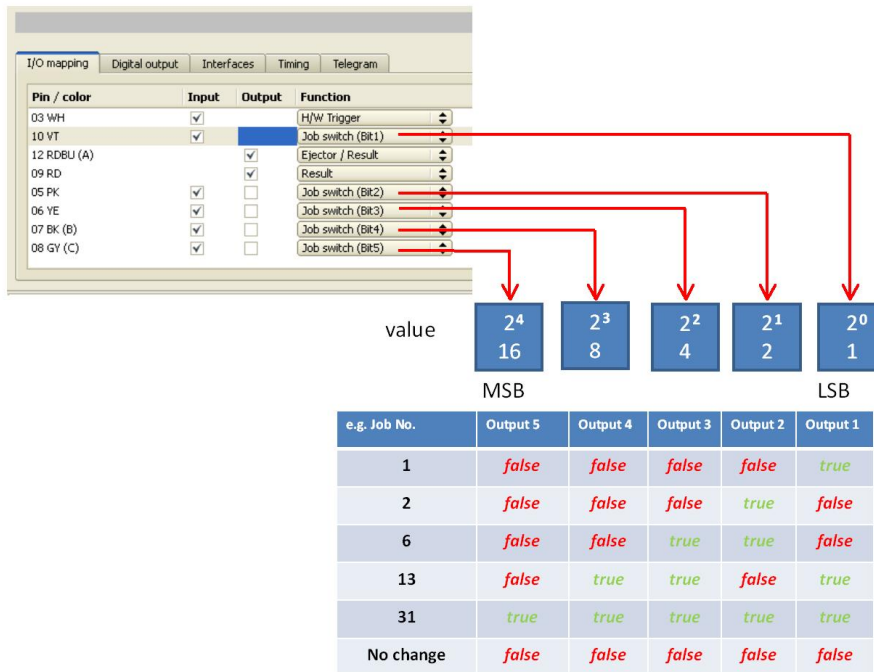 I/O mapping Digital output Interfaces Timing Telegram
Pin / color Input Output Function
03 WH H/W Trigger
10 VT Job switch (Bit1)
12 RDBU (A) Ejector / Result
09 RD Result
05 PK Job switch (Bit2)
06 YE Job switch (Bit3)
07 BK (B) Job switch (Bit4)
08 GY (C) Job switch (Bit5)
value 2⁴ 2³ 2² 2¹ 2⁰
16 8 4 2 1
MSB LSB
e.g. Job No. Output 5 Output 4 Output 3 Output 2 Output 1
1 false false false false true
2 false false false true false
6 false false true true false
13 false true true false true
31 true true true true true
No change false false false false false